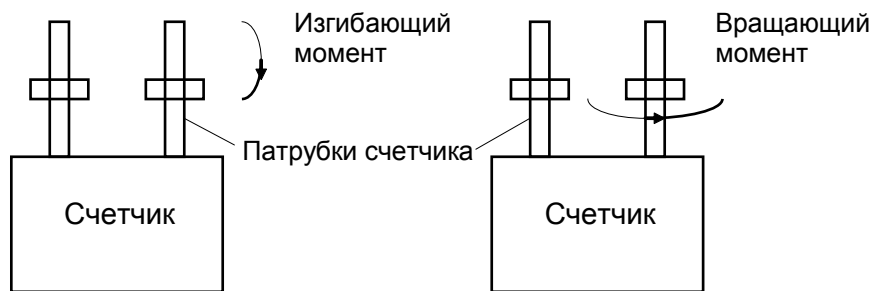 Изгибающий
момент
Вращающий
момент
Патрубки счетчика
Счетчик
Счетчик